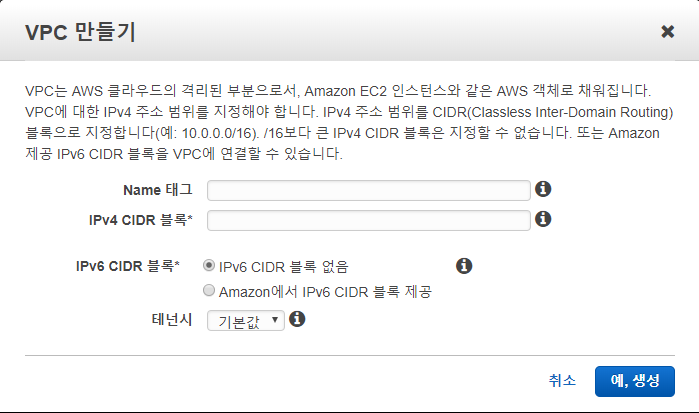 VPC 만들기
VPC는 AWS 클라우드의 격리된 부분으로서, Amazon EC2 인스턴스와 같은 AWS 객체로 채워집니다.
VPC에 대한 IPv4 주소 범위를 지정해야 합니다. IPv4 주소 범위를 CIDR(Classless Inter-Domain Routing)
블록으로 지정합니다(예: 10.0.0.0/16). /16보다 큰 IPv4 CIDR 블록은 지정할 수 없습니다. 또는 Amazon
제공 IPv6 CIDR 블록을 VPC에 연결할 수 있습니다.
Name 태그
IPv4 CIDR 블록*
IPv6 CIDR 블록* IPv6 CIDR 블록 없음
Amazon에서 IPv6 CIDR 블록 제공
테넌시 기본값
취소 예, 생성